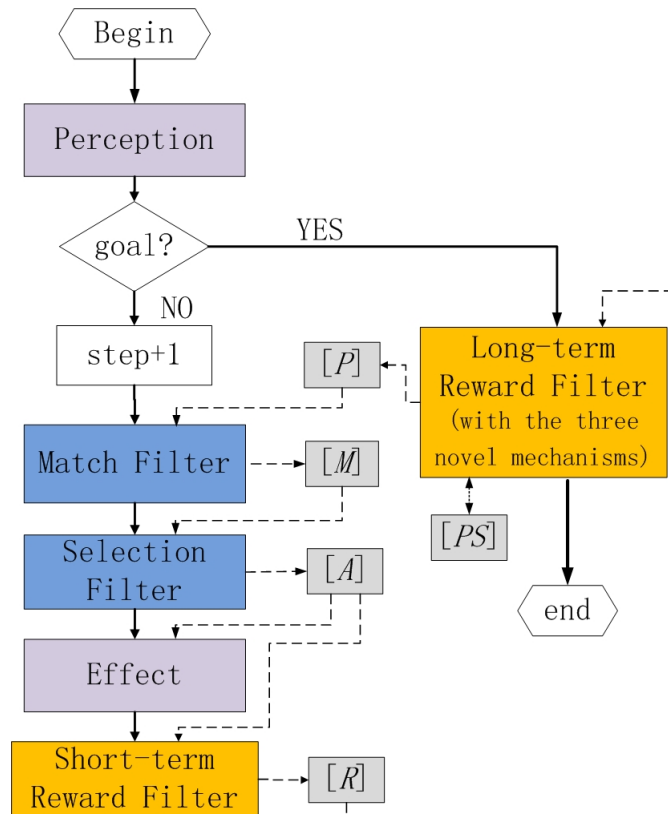 Begin
Perception
goal?
YES
NO
step+1
Long-term
Reward Filter
(with the three
novel mechanisms)
[P]
Match Filter
[M]
[PS]
Selection
Filter
[A]
end
Effect
Short-term
Reward Filter
[R]